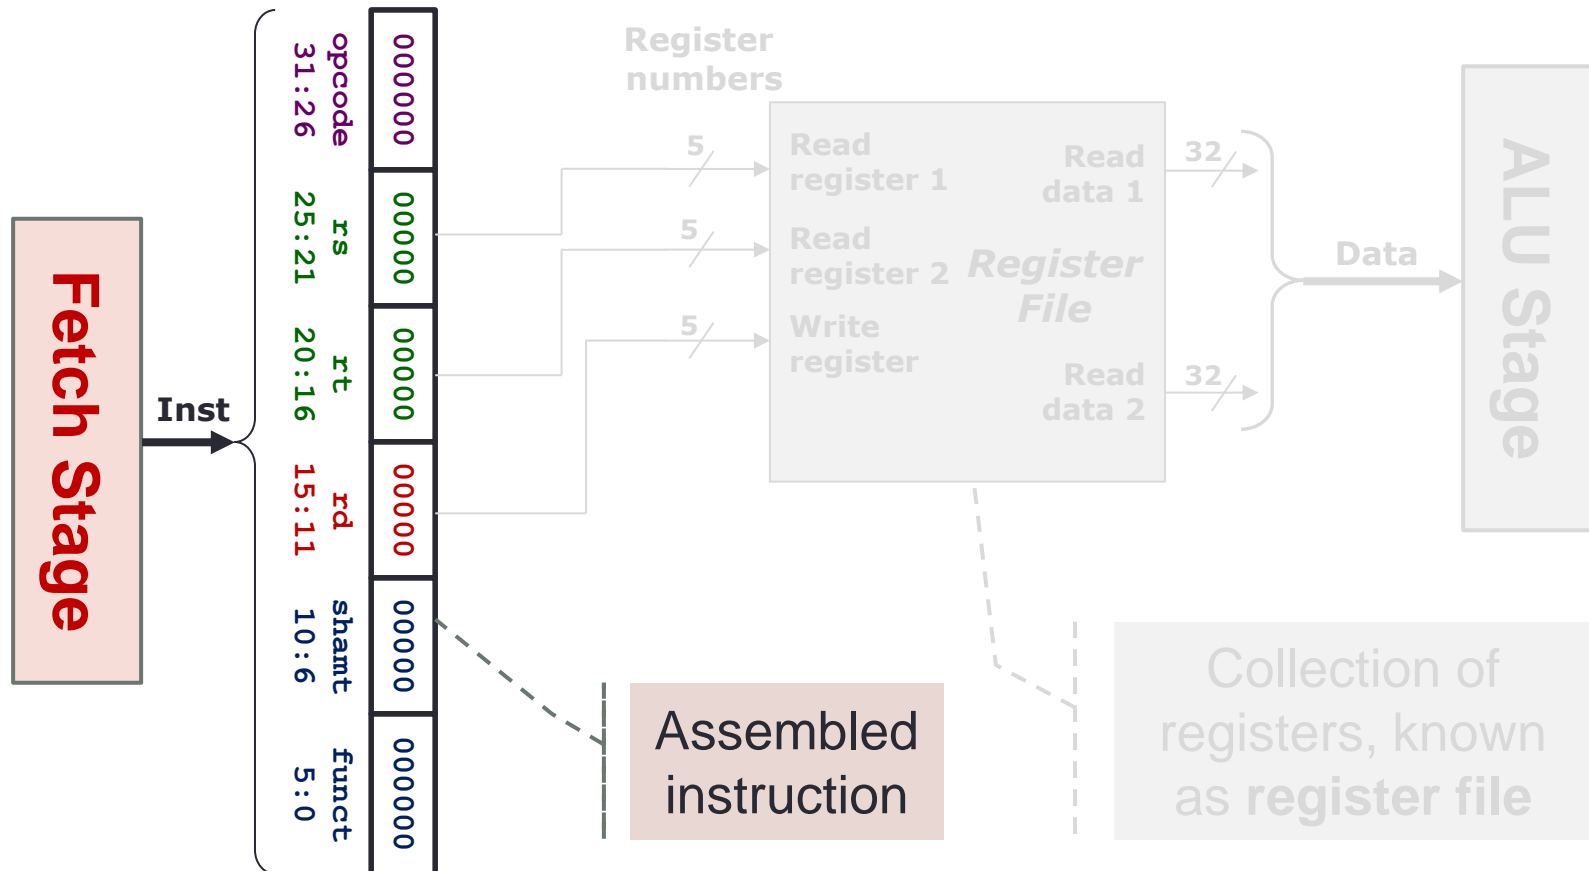 Fetch Stage
Inst
opcode
31:26
000000
rs
25:21
00000
rt
20:16
00000
rd
15:11
00000
shamt
10:6
00000
funct
5:0
000000
Register
numbers
5
5
5
Read
register 1
Read
register 2
Write
register
Register
File
Read
data 1
Read
data 2
32
32
Data
ALU Stage
Assembled
instruction
Collection of
registers, known
as register file